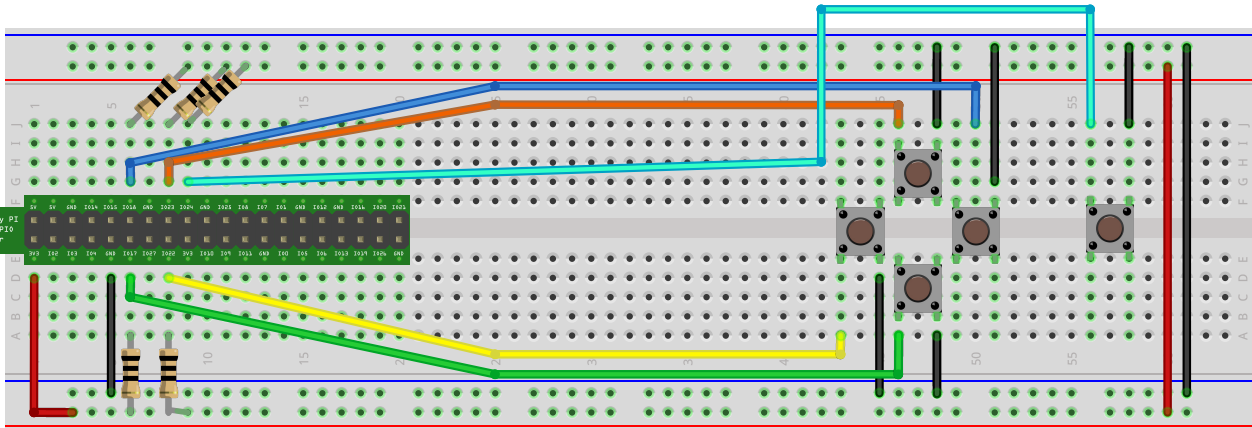 1 5 15 55
J J
I I
H H
G G
F F
5V 5V GND IO14 IO15 IO18 GND IO23 IO24 GND IO25 IO8 IO7 IO1 GND IO12 GND IO16 IO20 IO21
y PI
PIO
r
3V3 IO2 IO3 IO4 GND IO17 IO27 IO22 3V3 IO10 IO9 IO11 GND IO0 IO5 IO6 IO13 IO19 IO26 GND
E E
D D
C C
B B
A A
10 15 50 55